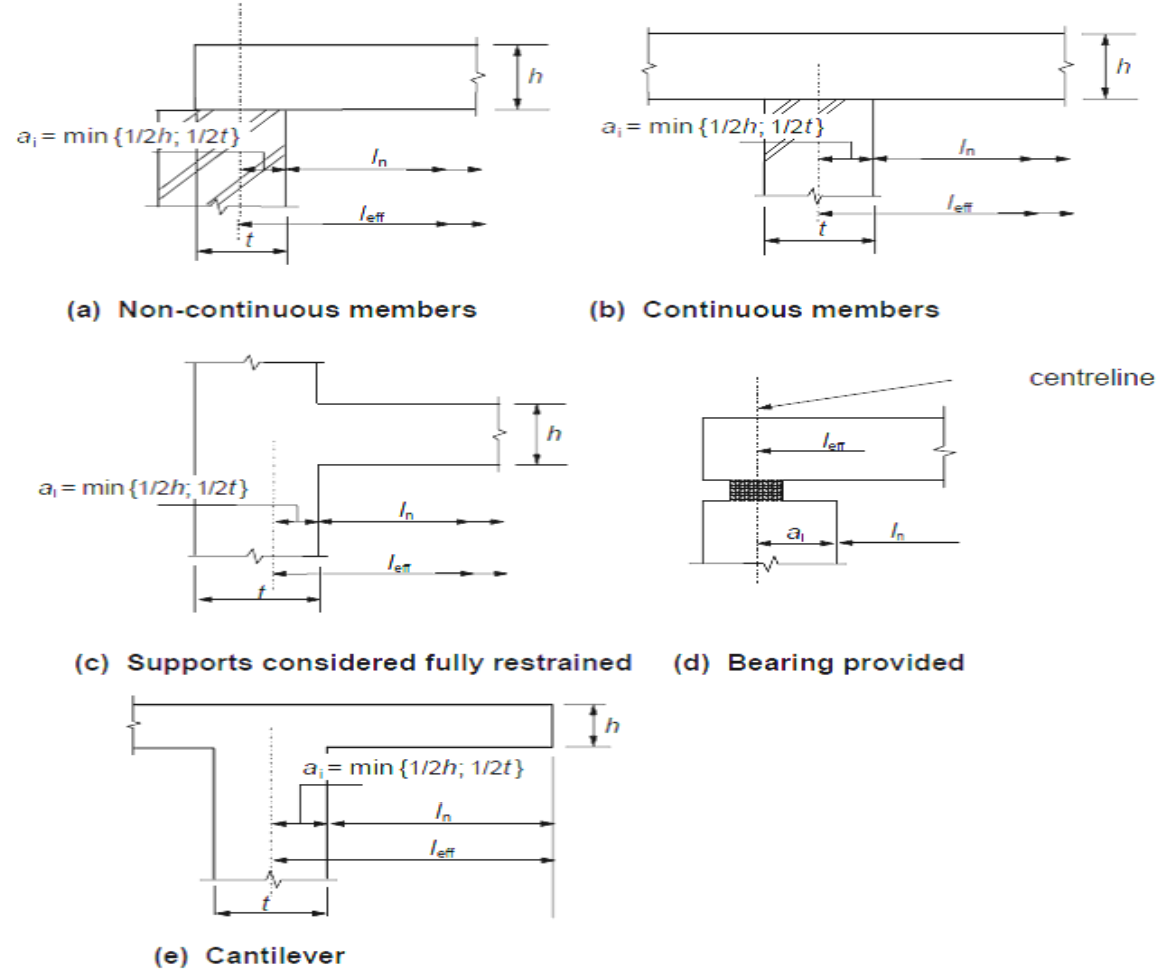 h
aᵢ = min {1/2h; 1/2t}
lₙ
l_eff
t
(a) Non-continuous members
h
aᵢ = min {1/2h; 1/2t}
lₙ
l_eff
t
(b) Continuous members
h
aᵢ = min {1/2h; 1/2t}
lₙ
l_eff
t
(c) Supports considered fully restrained
centreline
l_eff
aᵢ
lₙ
(d) Bearing provided
h
aᵢ = min {1/2h; 1/2t}
lₙ
l_eff
t
(e) Cantilever